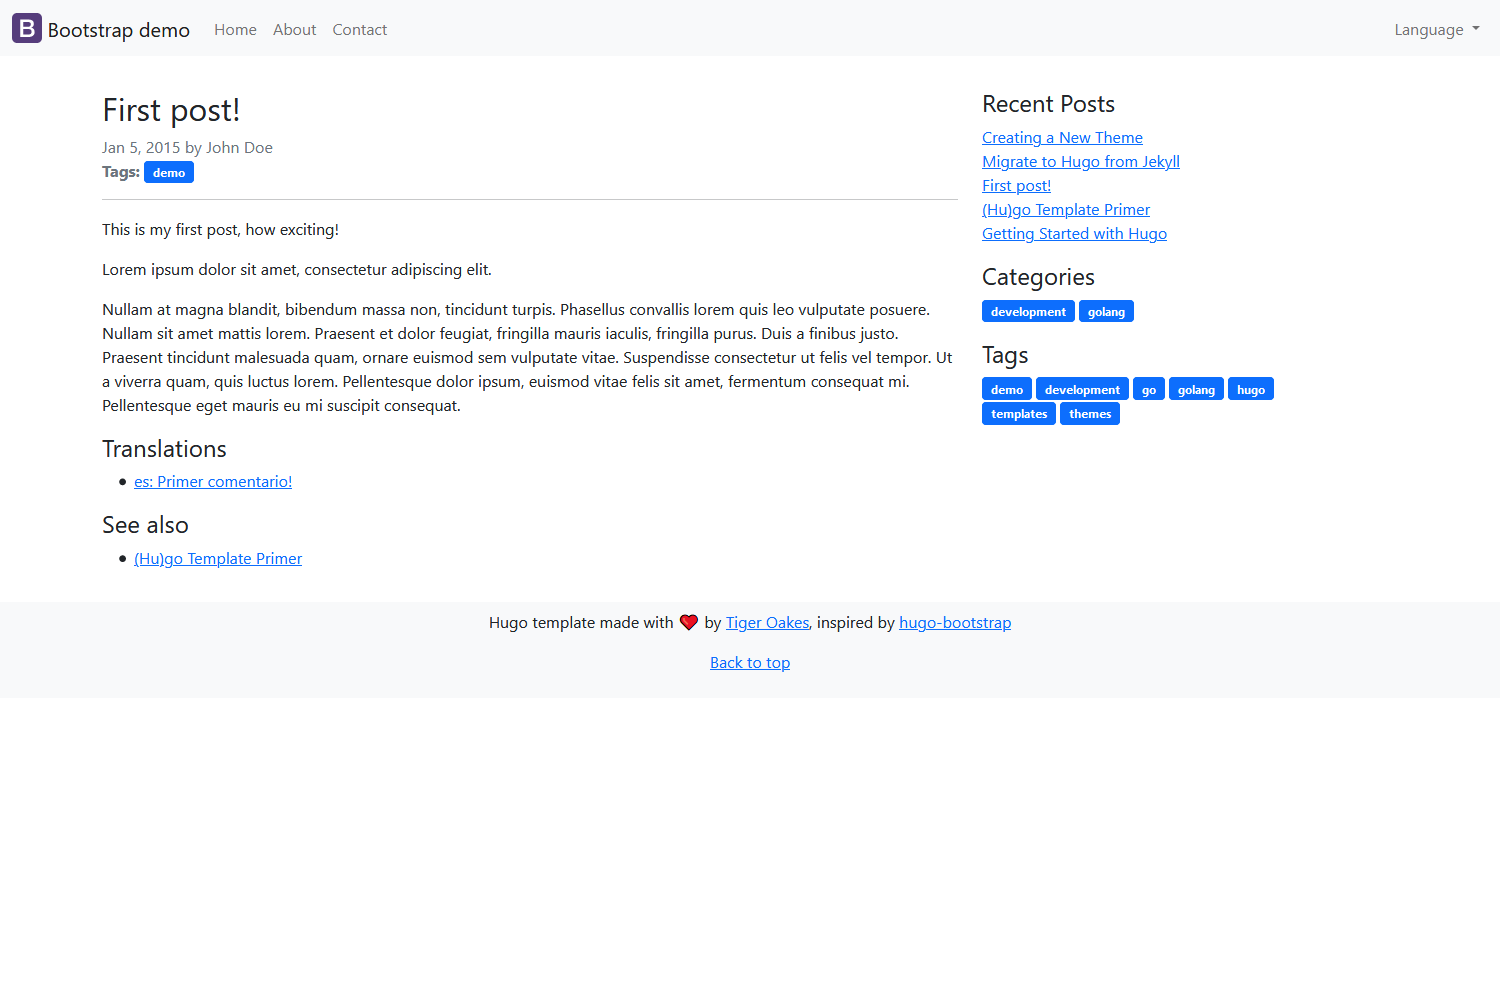 B Bootstrap demo Home About Contact Language
First post!
Jan 5, 2015 by John Doe
Tags: demo
This is my first post, how exciting!
Lorem ipsum dolor sit amet, consectetur adipiscing elit.
Nullam at magna blandit, bibendum massa non, tincidunt turpis. Phasellus convallis lorem quis leo vulputate posuere.
Nullam sit amet mattis lorem. Praesent et dolor feugiat, fringilla mauris iaculis, fringilla purus. Duis a finibus justo.
Praesent tincidunt malesuada quam, ornare euismod sem vulputate vitae. Suspendisse consectetur ut felis vel tempor. Ut
a viverra quam, quis luctus lorem. Pellentesque dolor ipsum, euismod vitae felis sit amet, fermentum consequat mi.
Pellentesque eget mauris eu mi suscipit consequat.
Translations
es: Primer comentario!
See also
(Hu)go Template Primer
Recent Posts
Creating a New Theme
Migrate to Hugo from Jekyll
First post!
(Hu)go Template Primer
Getting Started with Hugo
Categories
development golang
Tags
demo development go golang hugo
templates themes
Hugo template made with ❤ by Tiger Oakes, inspired by hugo-bootstrap
Back to top